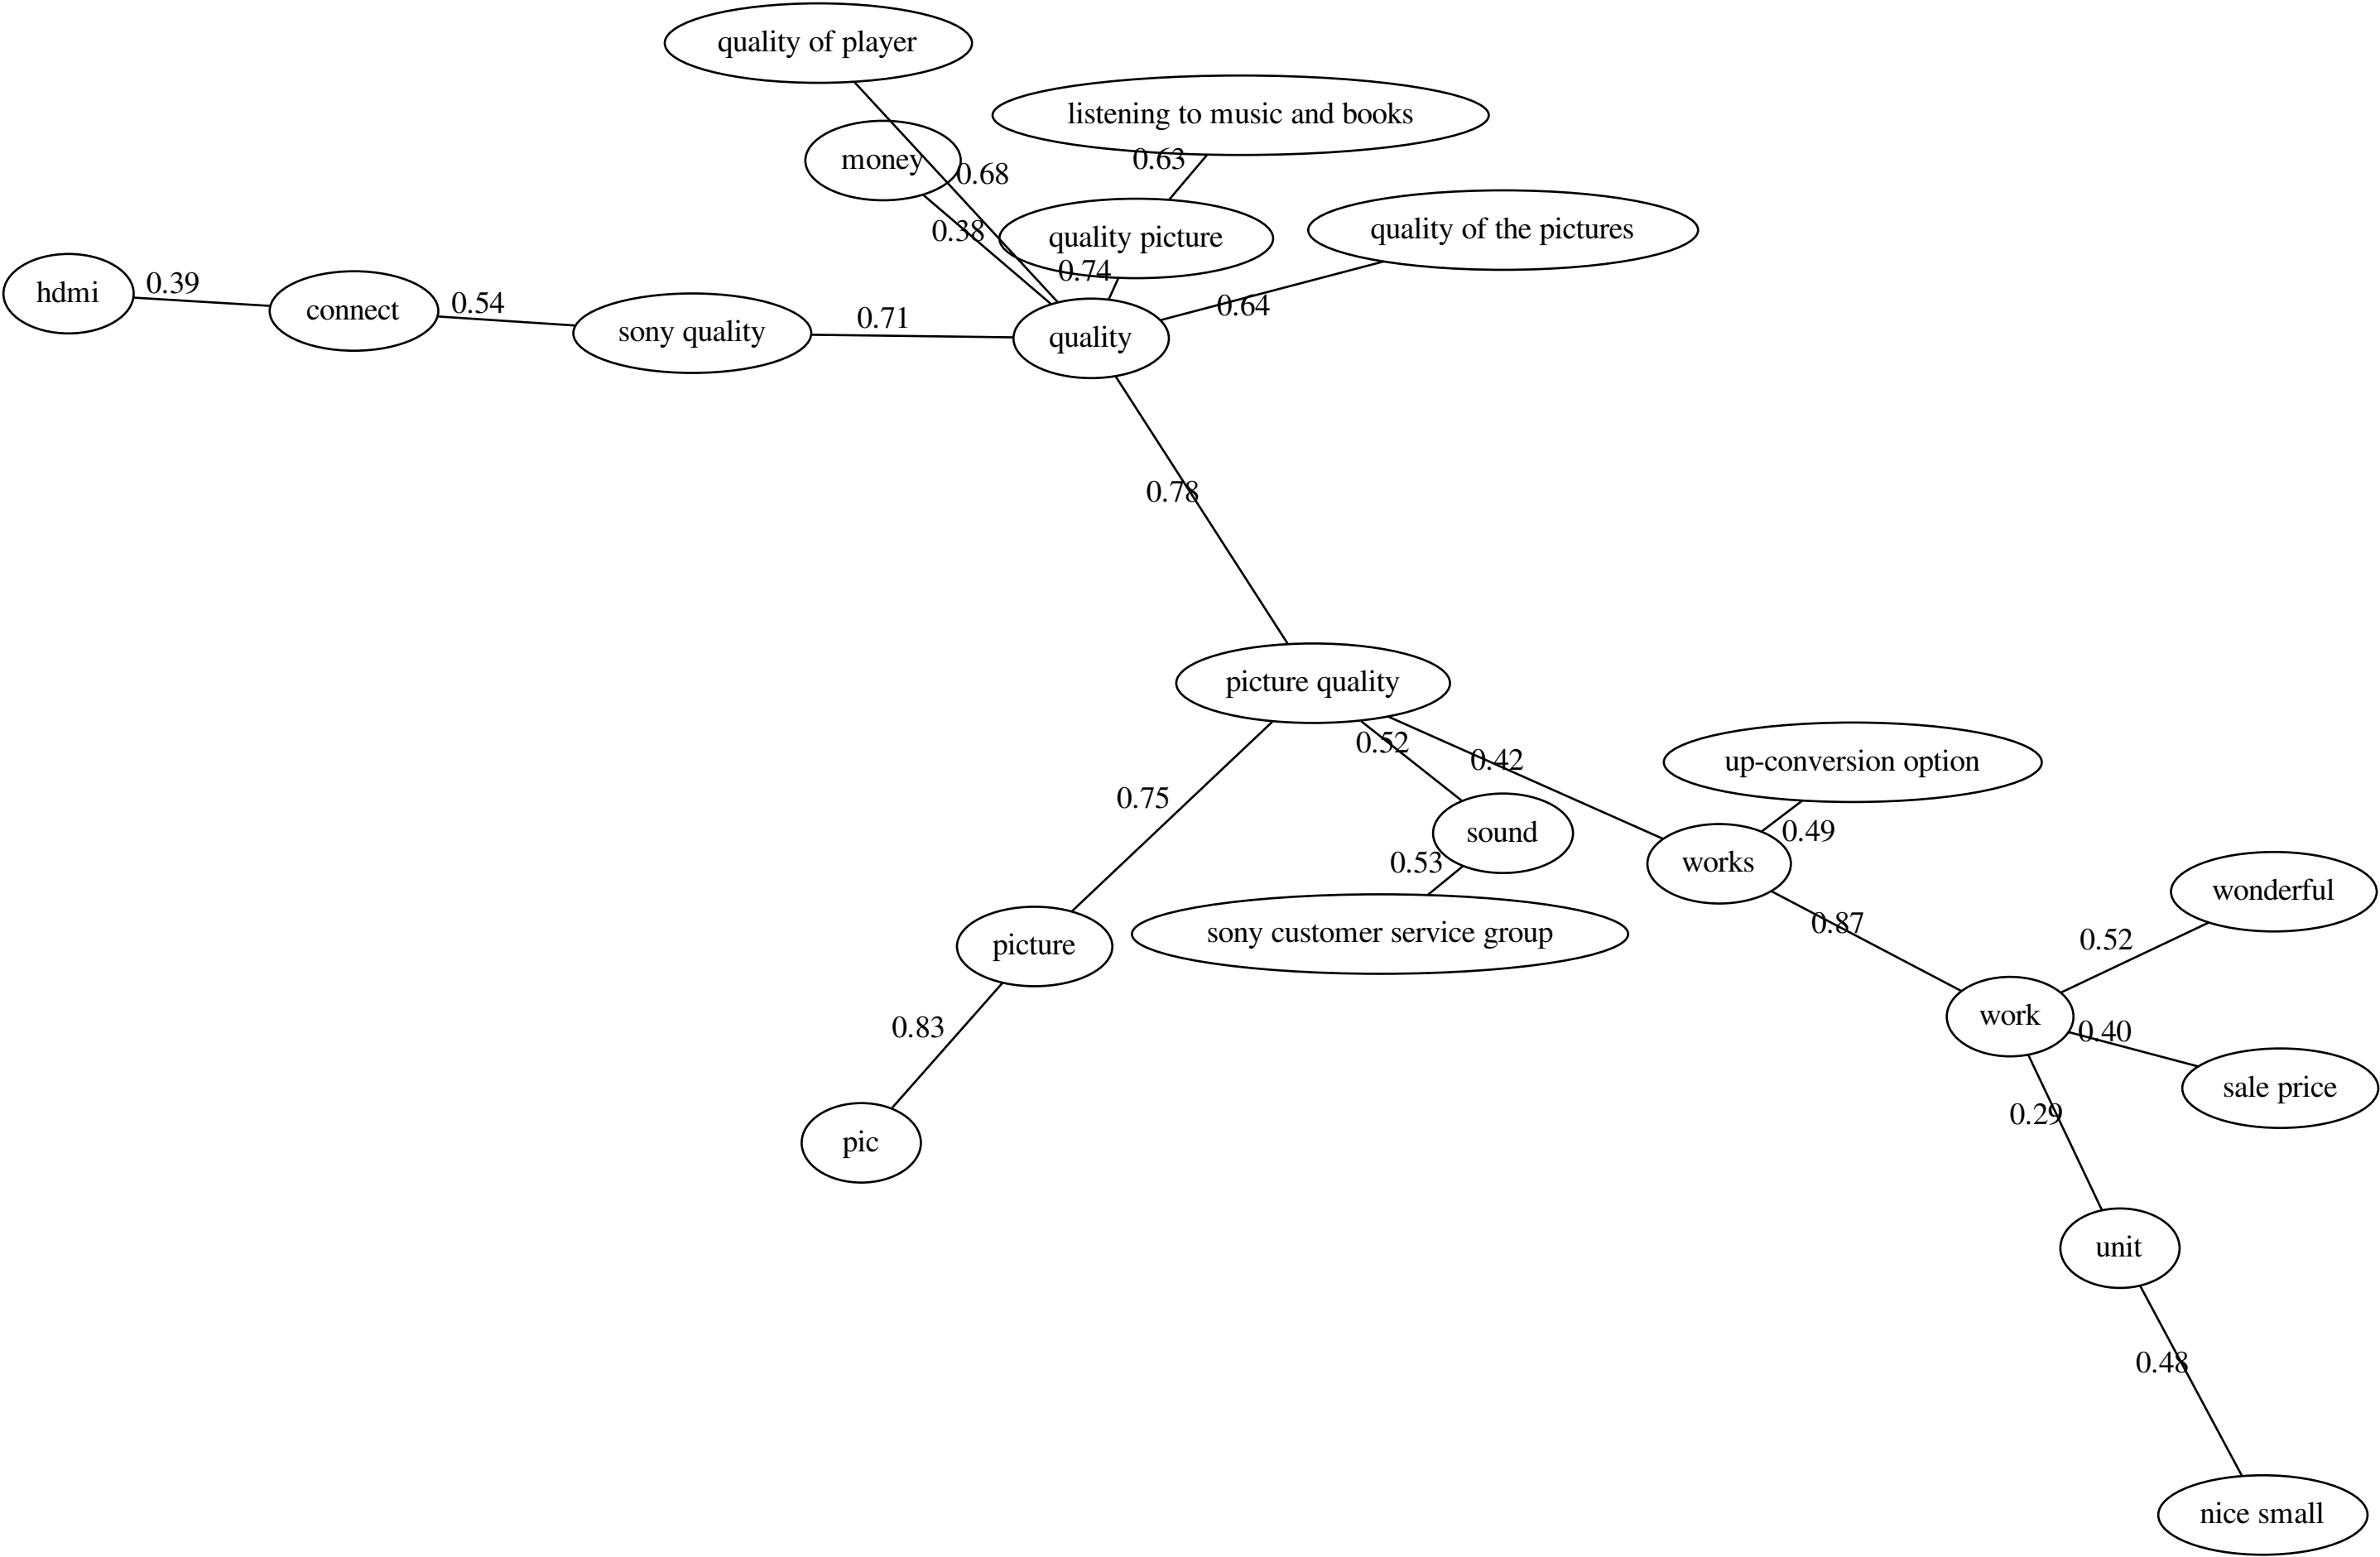 quality of player
listening to music and books
money
0.63
0.68
quality of the pictures
0.38
quality picture
0.74
hdmi
0.39
connect
0.54
sony quality
0.71
quality
0.64
0.78
picture quality
0.52
0.42
up-conversion option
0.75
sound
0.49
0.53
works
wonderful
0.87
sony customer service group
0.52
picture
work
0.40
0.83
sale price
0.29
pic
unit
0.48
nice small